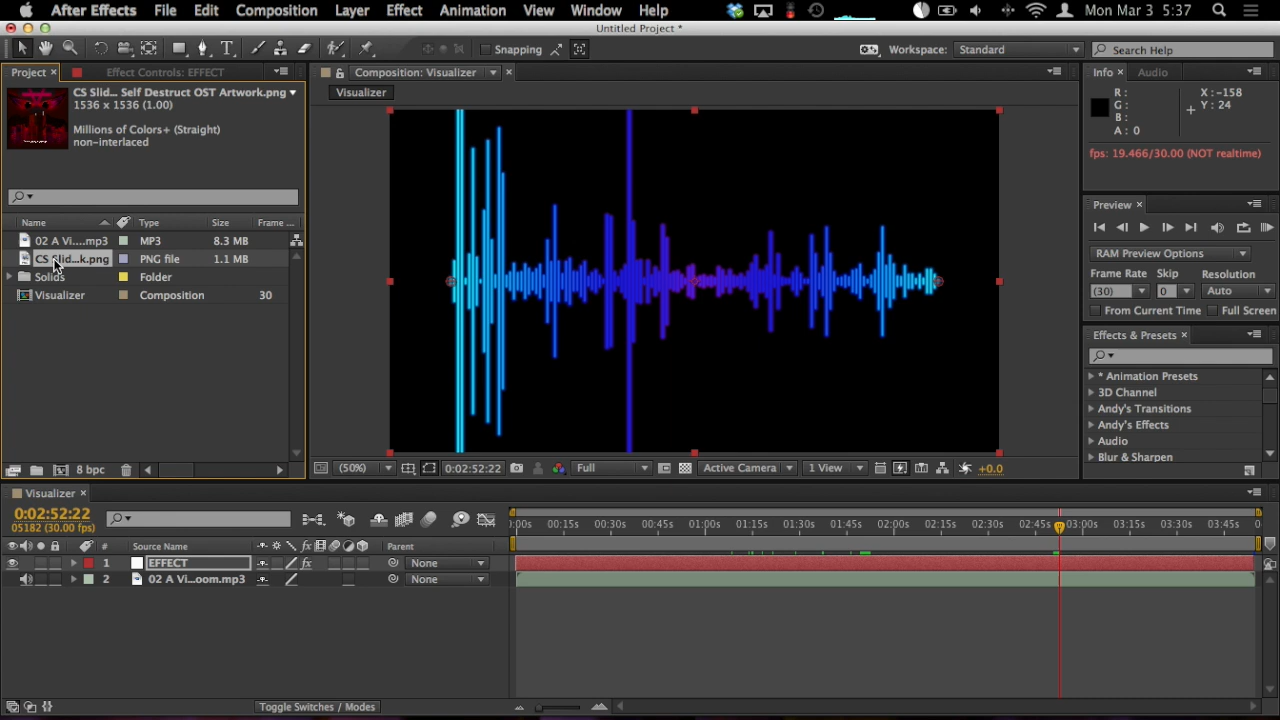 After Effects File Edit Composition Layer Effect Animation View Window Help Mon Mar 3 5:37
Untitled Project *
Snapping Workspace: Standard Search Help
Project Effect Controls: EFFECT Composition: Visualizer Info Audio
CS Slid... Self Destruct OST Artwork.png
1536 x 1536 (1.00)
Millions of Colors+ (Straight)
non-interlaced
Visualizer
R: X: -158
G: Y: 24
B:
A: 0
fps: 19.466/30.00 (NOT realtime)
Name Type Size Frame ...
02 A Vi....mp3 MP3 8.3 MB
CS Slid...k.png PNG file 1.1 MB
Solids Folder
Visualizer Composition 30
Preview
RAM Preview Options
Frame Rate Skip Resolution
(30) 0 Auto
From Current Time Full Screen
Effects & Presets
* Animation Presets
3D Channel
Andy's Transitions
Andy's Effects
Audio
Blur & Sharpen
8 bpc (50%) 0:02:52:22 Full Active Camera 1 View +0.0
Visualizer
0:02:52:22
05182 (30.00 fps)
0:00s 00:15s 00:30s 00:45s 01:00s 01:15s 01:30s 01:45s 02:00s 02:15s 02:30s 02:45s 03:00s 03:15s 03:30s 03:45s 0
# Source Name fx Parent
1 EFFECT fx None
2 02 A Vi...oom.mp3 None
Toggle Switches / Modes